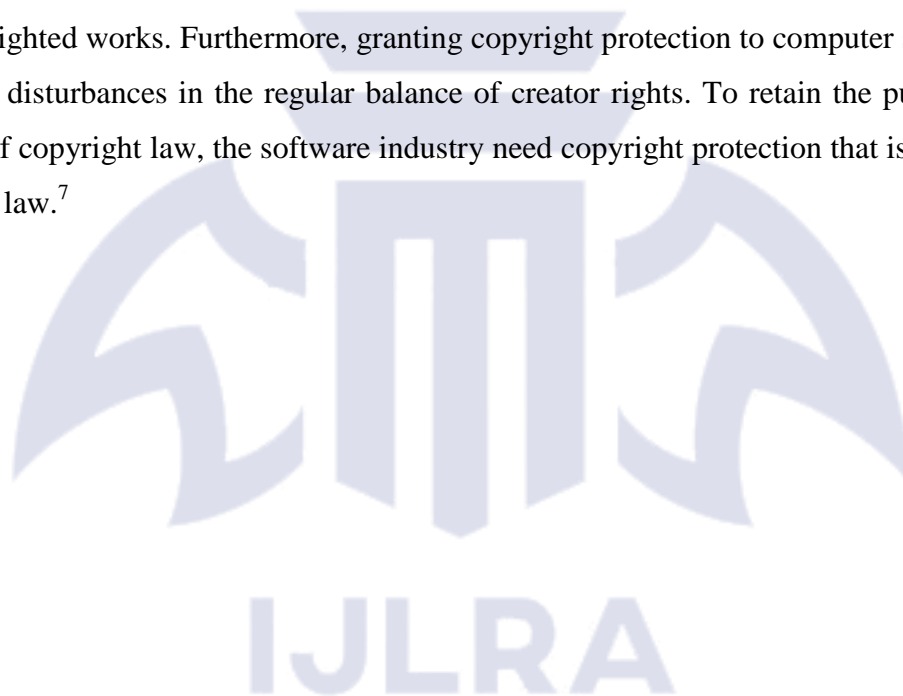 ighted works. Furthermore, granting copyright protection to computer
disturbances in the regular balance of creator rights. To retain the pu
f copyright law, the software industry need copyright protection that is
law.7
IJLRA